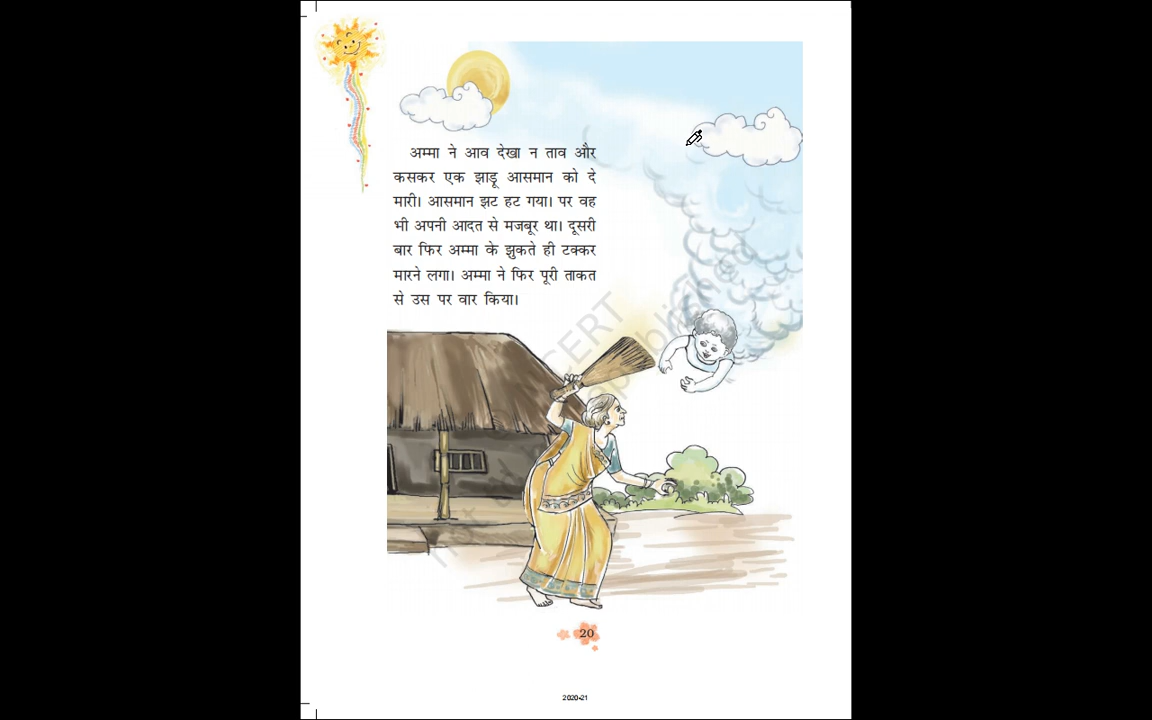 अम्मा ने आव देखा न ताव और
कसकर एक झाड़ू आसमान को दे
मारी। आसमान झट हट गया। पर वह
भी अपनी आदत से मजबूर था। दूसरी
बार फिर अम्मा के झुकते ही टक्कर
मारने लगा। अम्मा ने फिर पूरी ताकत
से उस पर वार किया।
20
2020-21